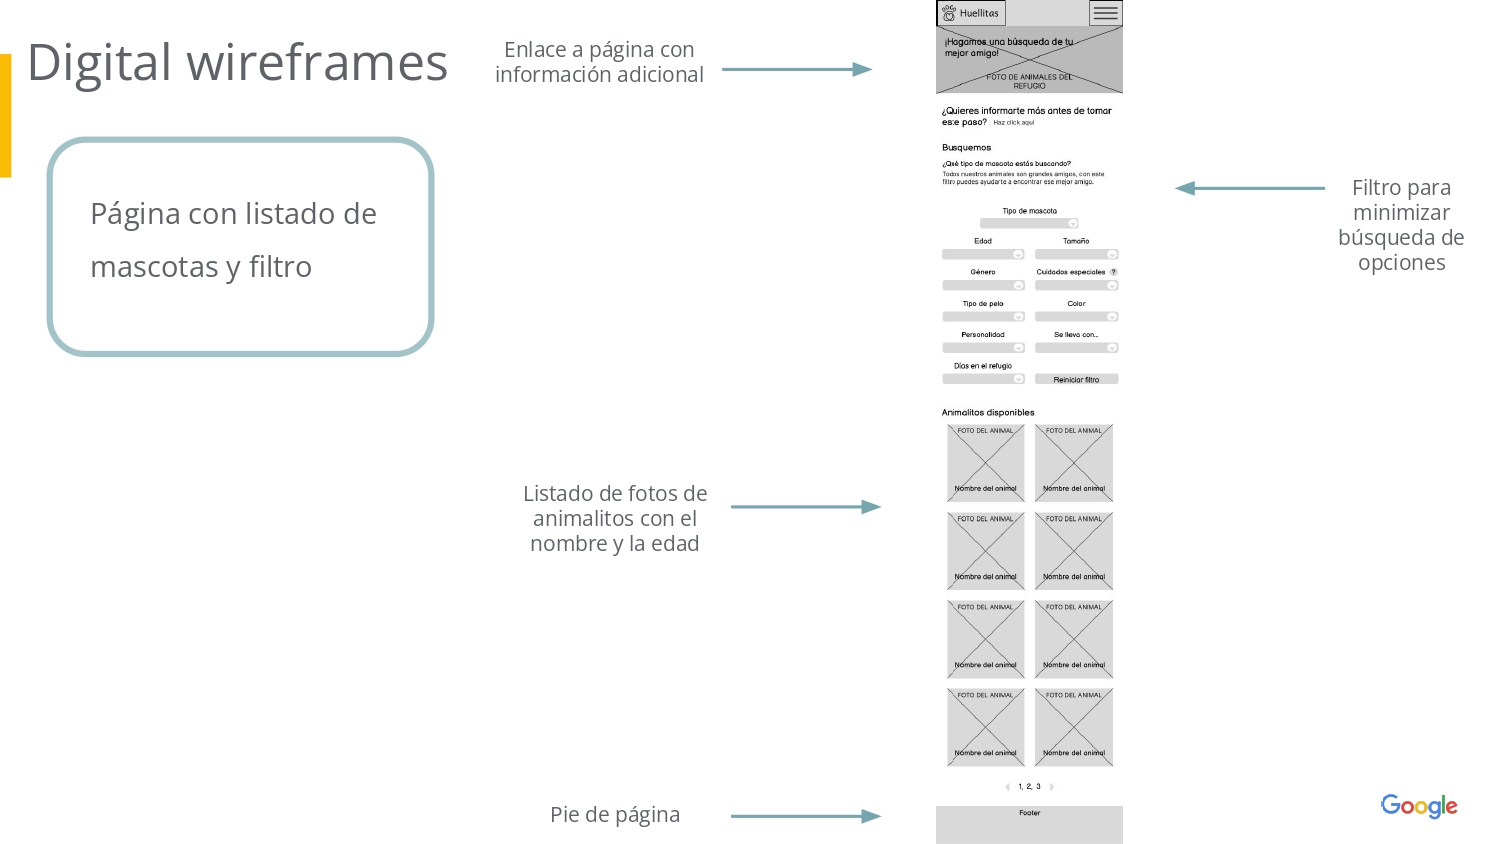 Digital wireframes
Página con listado de
mascotas y filtro
Enlace a página con
información adicional
Listado de fotos de
animalitos con el
nombre y la edad
Pie de página
Huellitas
¡Hagamos una búsqueda de tu
mejor amigo!
FOTO DE ANIMALES DEL
REFUGIO
¿Quieres informarte más antes de tomar
este paso? Haz click aquí
Busquemos
¿Qué tipo de mascota estás buscando?
Todos nuestros animales son grandes amigos, con este
filtro puedes ayudarte a encontrar ese mejor amigo.
Tipo de mascota
Edad Tamaño
Género Cuidados especiales ?
Tipo de pelo Color
Personalidad Se lleva con...
Días en el refugio
Reiniciar filtro
Animalitos disponibles
FOTO DEL ANIMAL FOTO DEL ANIMAL
Nombre del animal Nombre del animal
FOTO DEL ANIMAL FOTO DEL ANIMAL
Nombre del animal Nombre del animal
FOTO DEL ANIMAL FOTO DEL ANIMAL
Nombre del animal Nombre del animal
FOTO DEL ANIMAL FOTO DEL ANIMAL
Nombre del animal Nombre del animal
1, 2, 3
Footer
Filtro para
minimizar
búsqueda de
opciones
Google